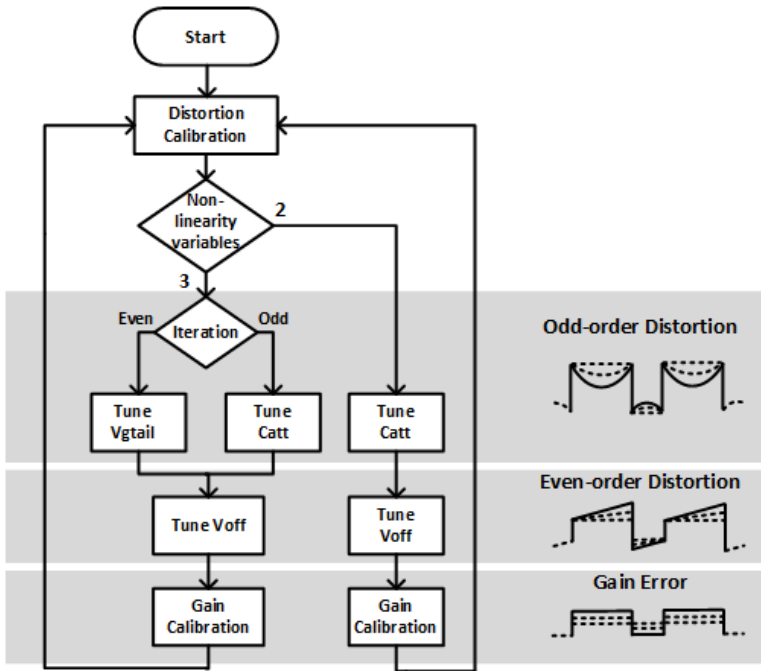 Start
Distortion
Calibration
Non-
linearity
variables
2
3
Even
Iteration
Odd
Odd-order Distortion
Tune
Vgtail
Tune
Catt
Tune
Catt
Even-order Distortion
Tune Voff
Tune
Voff
Gain Error
Gain
Calibration
Gain
Calibration